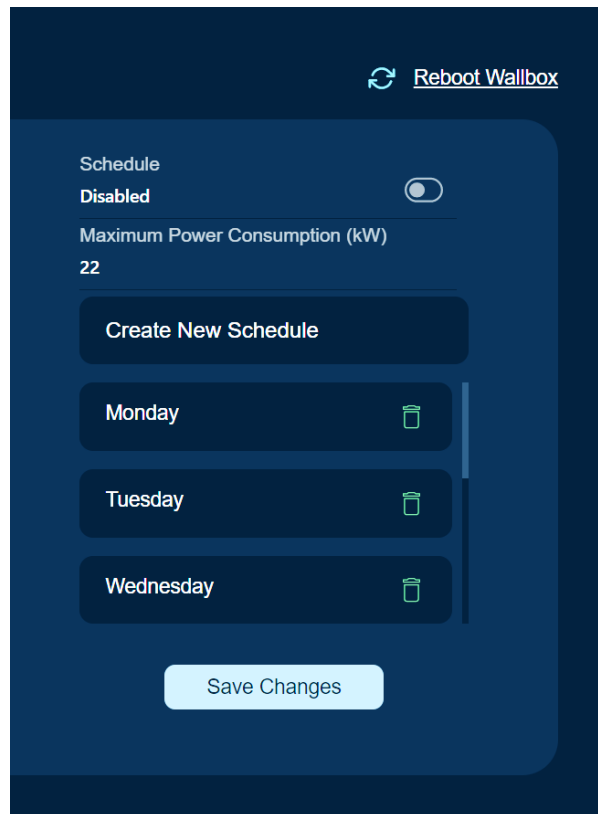 Reboot Wallbox
Schedule
Disabled
Maximum Power Consumption (kW)
22
Create New Schedule
Monday
Tuesday
Wednesday
Save Changes